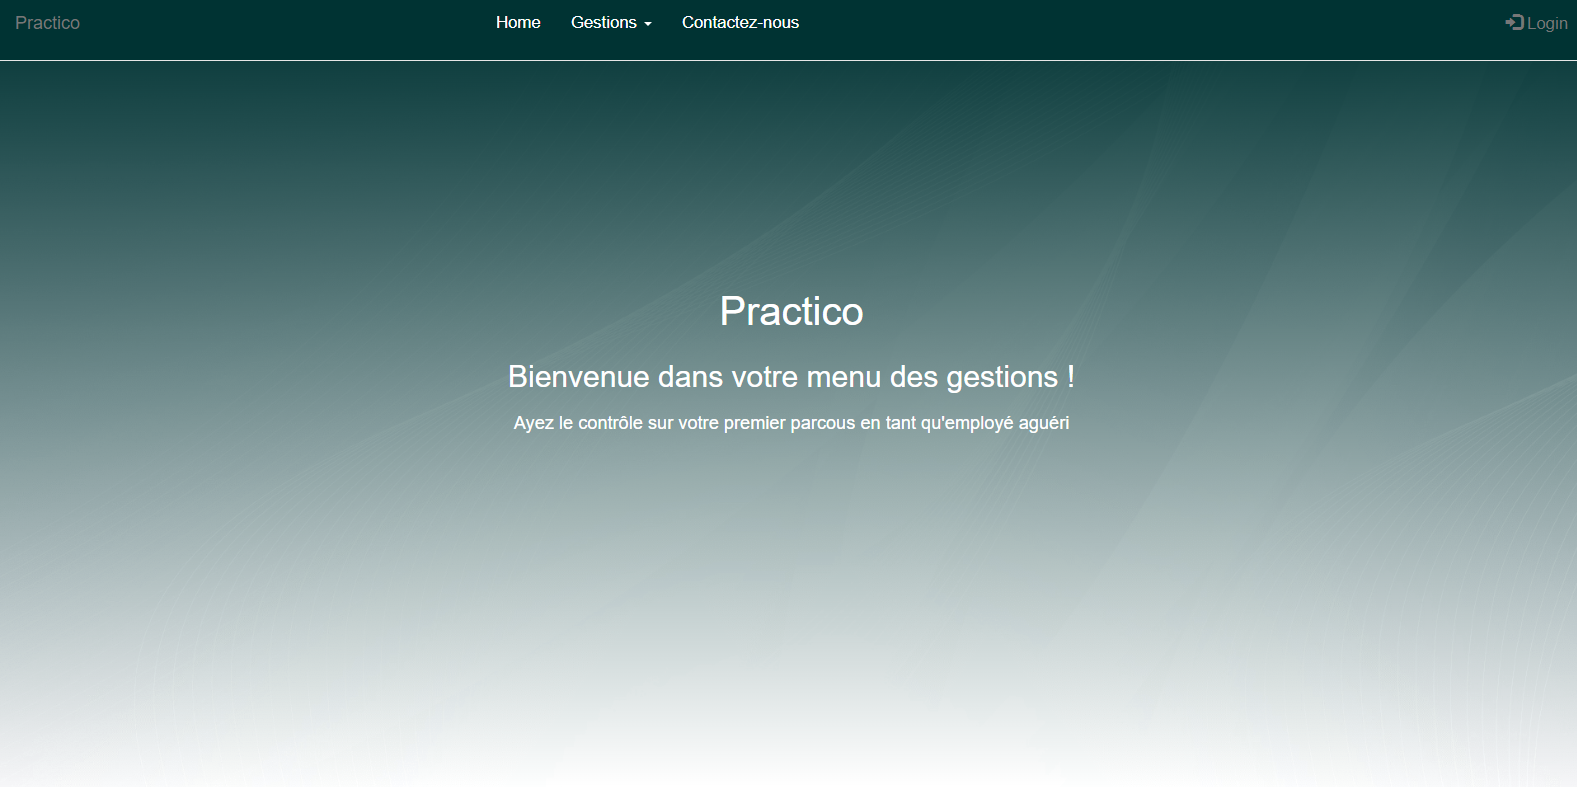 Practico
Home Gestions Contactez-nous
Login
Practico
Bienvenue dans votre menu des gestions !
Ayez le contrôle sur votre premier parcous en tant qu'employé aguéri